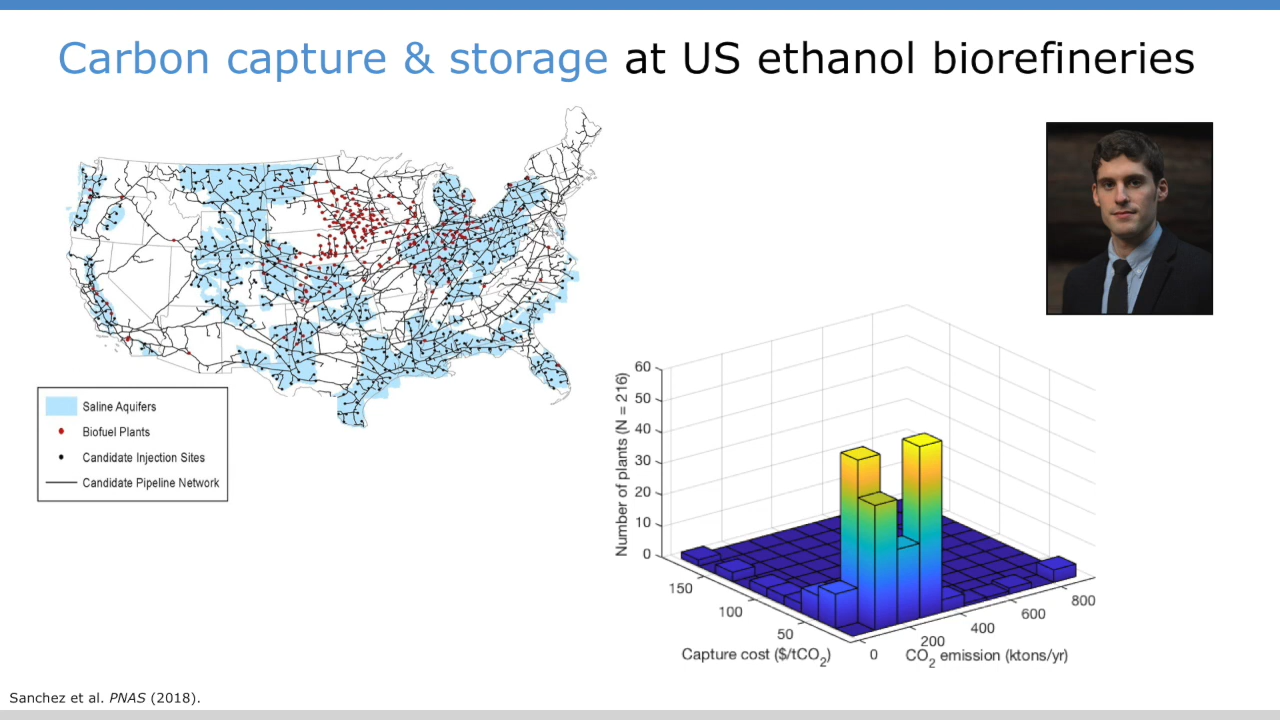 Carbon capture & storage at US ethanol biorefineries
Saline Aquifers
Biofuel Plants
Candidate Injection Sites
Candidate Pipeline Network
Number of plants (N = 216)
60
50
40
30
20
10
0
150
100
50
Capture cost ($/tCO2)
0
200
400
600
800
CO2 emission (ktons/yr)
Sanchez et al. PNAS (2018).